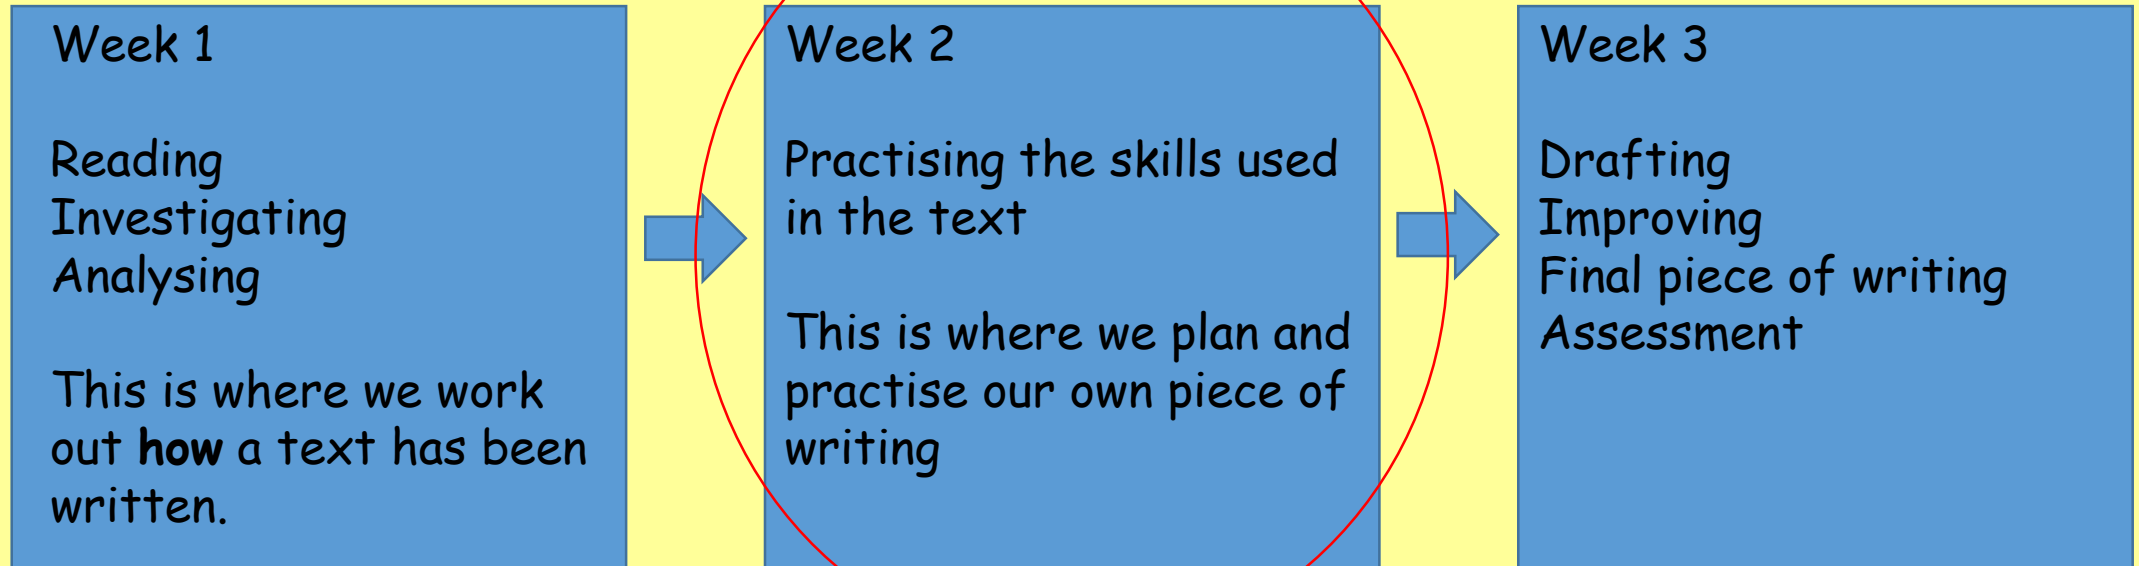 Week 1
Reading
Investigating
Analysing
This is where we work
out how a text has been
written.
Week 2
Practising the skills used
in the text
This is where we plan and
practise our own piece of
writing
Week 3
Drafting
Improving
Final piece of writing
Assessment